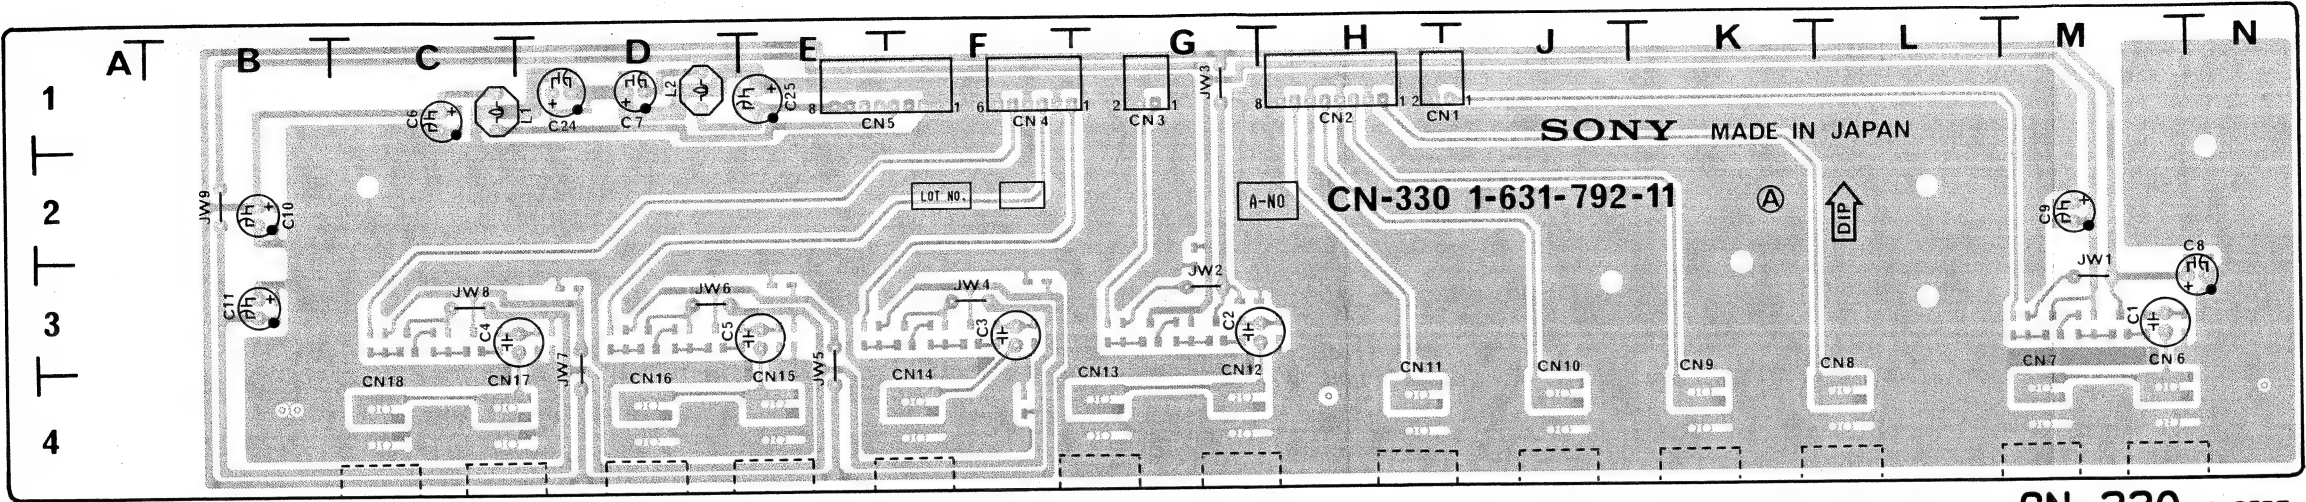 A B C D E F G H J K L M N
1
C6 L1 C24 C7 L2 C25 8 CN5 1 6 CN4 1 2 CN3 1 JW3 8 CN2 1 2 CN1 1
SONY MADE IN JAPAN
2
JW9 C10 LOT NO. A-NO CN-330 1-631-792-11 A DIP C9
C8
3
C11 JW8 C4 JW6 C5 JW4 C3 JW2 C2 JW1 C1
JW7 JW5
CN18 CN17 CN16 CN15 CN14 CN13 CN12 CN11 CN10 CN9 CN8 CN7 CN6
4